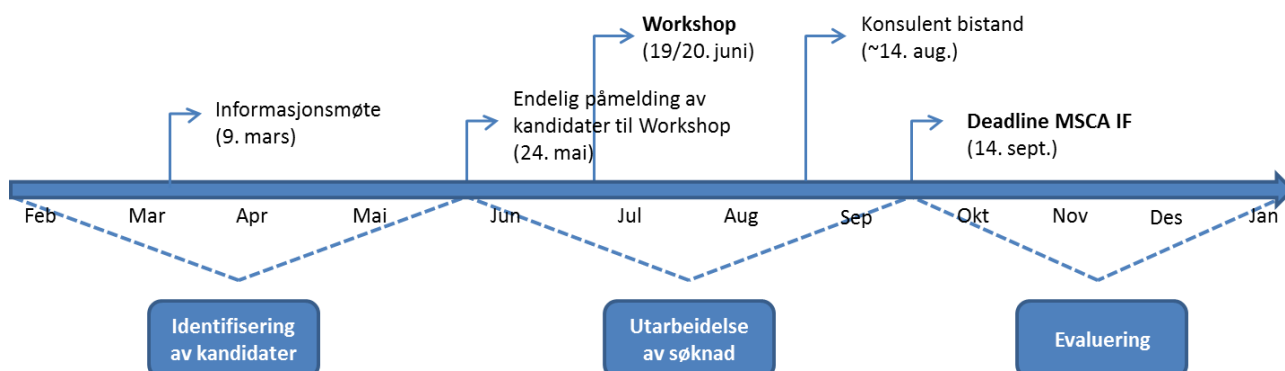 Workshop
(19/20. juni)
Konsulent bistand
(~14. aug.)
Informasjonsmøte
(9. mars)
Endelig påmelding av
kandidater til Workshop
(24. mai)
Deadline MSCA IF
(14. sept.)
Feb Mar Apr Mai Jun Jul Aug Sep Okt Nov Des Jan
Identifisering
av kandidater
Utarbeidelse
av søknad
Evaluering